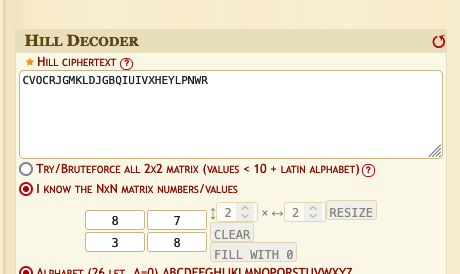 Hill Decoder
★ Hill ciphertext ?
CVOCRJGMKLDJGBQIUIVXHEYLPNWR
Try/Bruteforce all 2x2 matrix (values < 10 + latin alphabet) ?
I know the NxN matrix numbers/values
8 7 ↕ 2 × ↔ 2 RESIZE
3 8 CLEAR
FILL WITH 0
Alphabet (26 let. A=0) ABCDEFGHIJKLMNOPQRSTUVWXYZ